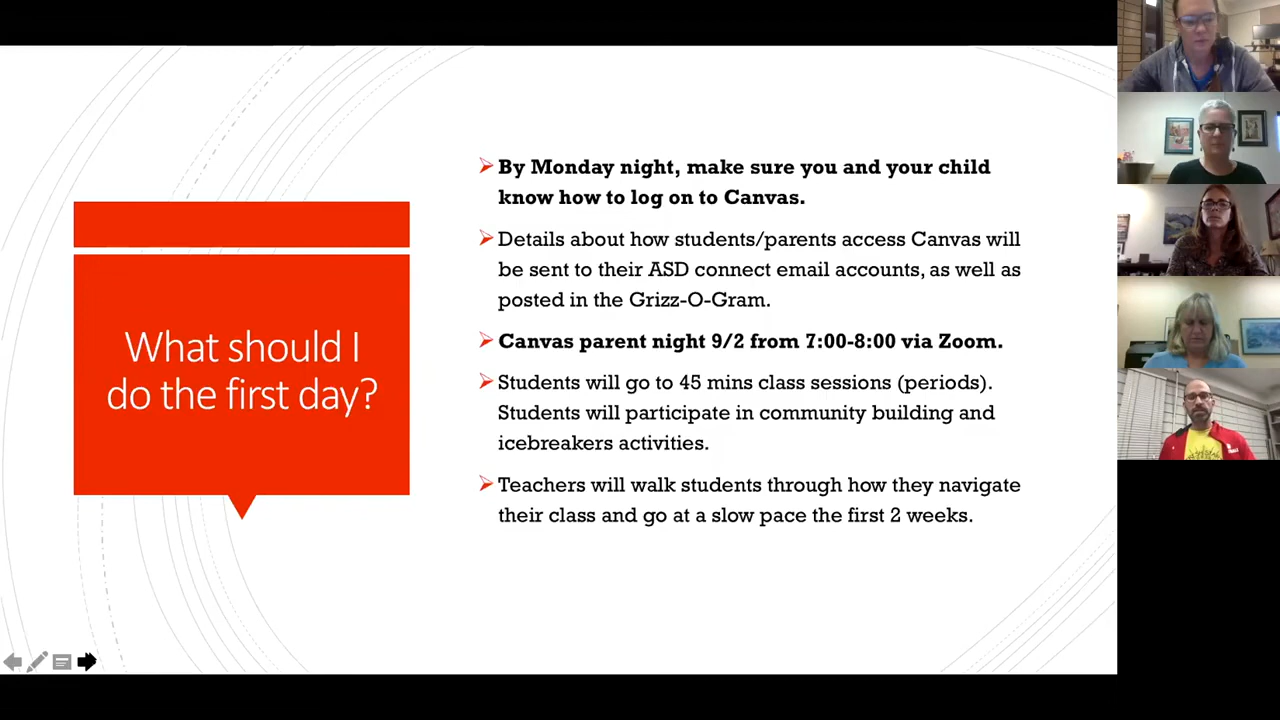 What should I
do the first day?
By Monday night, make sure you and your child
know how to log on to Canvas.
Details about how students/parents access Canvas will
be sent to their ASD connect email accounts, as well as
posted in the Grizz-O-Gram.
Canvas parent night 9/2 from 7:00-8:00 via Zoom.
Students will go to 45 mins class sessions (periods).
Students will participate in community building and
icebreakers activities.
Teachers will walk students through how they navigate
their class and go at a slow pace the first 2 weeks.